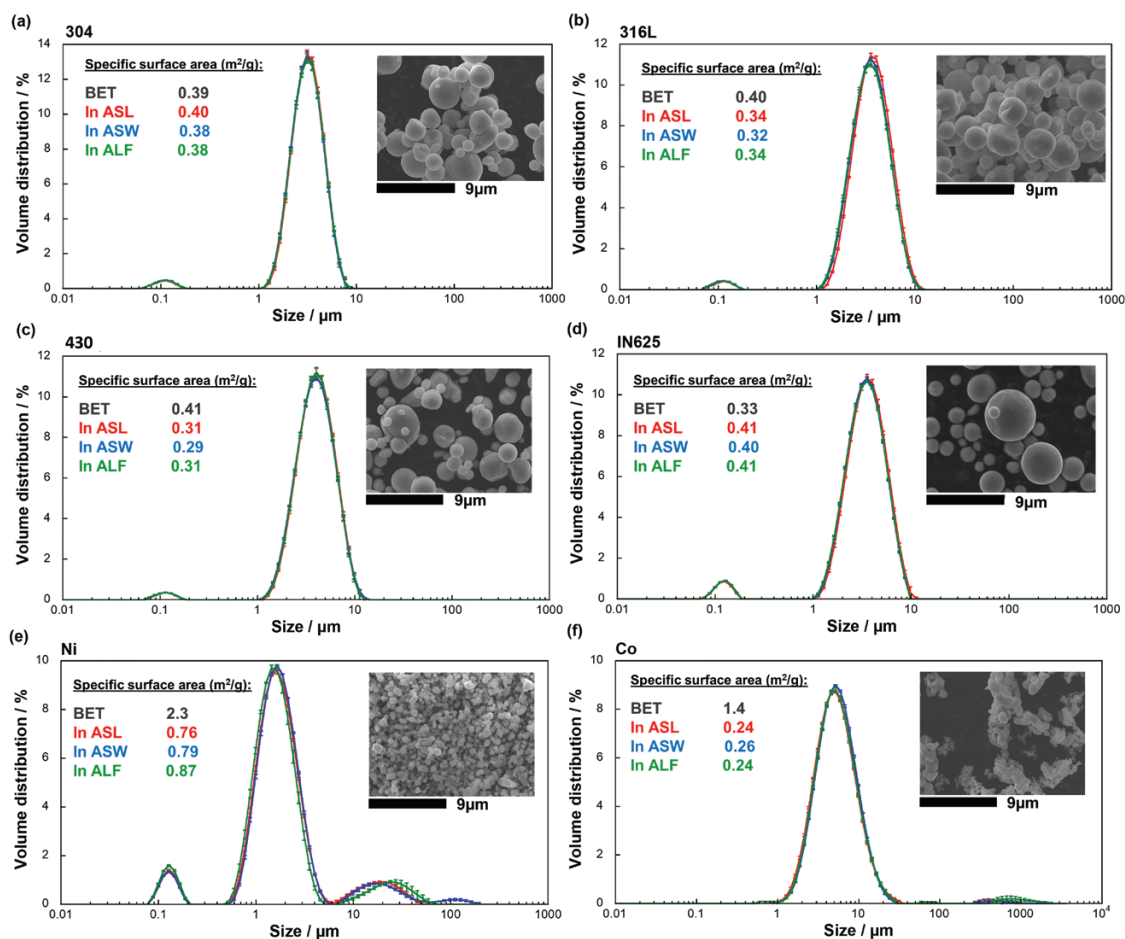 (a) 304
14
12
10
8
6
4
2
0
Volume distribution / %
Specific surface area (m²/g):
BET 0.39
In ASL 0.40
In ASW 0.38
In ALF 0.38
9µm
0.01 0.1 1 10 100 1000
Size / µm
(b) 316L
12
10
8
6
4
2
0
Volume distribution / %
Specific surface area (m²/g):
BET 0.40
In ASL 0.34
In ASW 0.32
In ALF 0.34
9µm
0.01 0.1 1 10 100 1000
Size / µm
(c) 430
12
10
8
6
4
2
0
Volume distribution / %
Specific surface area (m²/g):
BET 0.41
In ASL 0.31
In ASW 0.29
In ALF 0.31
9µm
0.01 0.1 1 10 100 1000
Size / µm
(d) IN625
12
10
8
6
4
2
0
Volume distribution / %
Specific surface area (m²/g):
BET 0.33
In ASL 0.41
In ASW 0.40
In ALF 0.41
9µm
0.01 0.1 1 10 100 1000
Size / µm
(e) Ni
10
8
6
4
2
0
Volume distribution / %
Specific surface area (m²/g):
BET 2.3
In ASL 0.76
In ASW 0.79
In ALF 0.87
9µm
0.01 0.1 1 10 100 1000
Size / µm
(f) Co
10
8
6
4
2
0
Volume distribution / %
Specific surface area (m²/g):
BET 1.4
In ASL 0.24
In ASW 0.26
In ALF 0.24
9µm
0.01 0.1 1 10 100 1000 10⁴
Size / µm